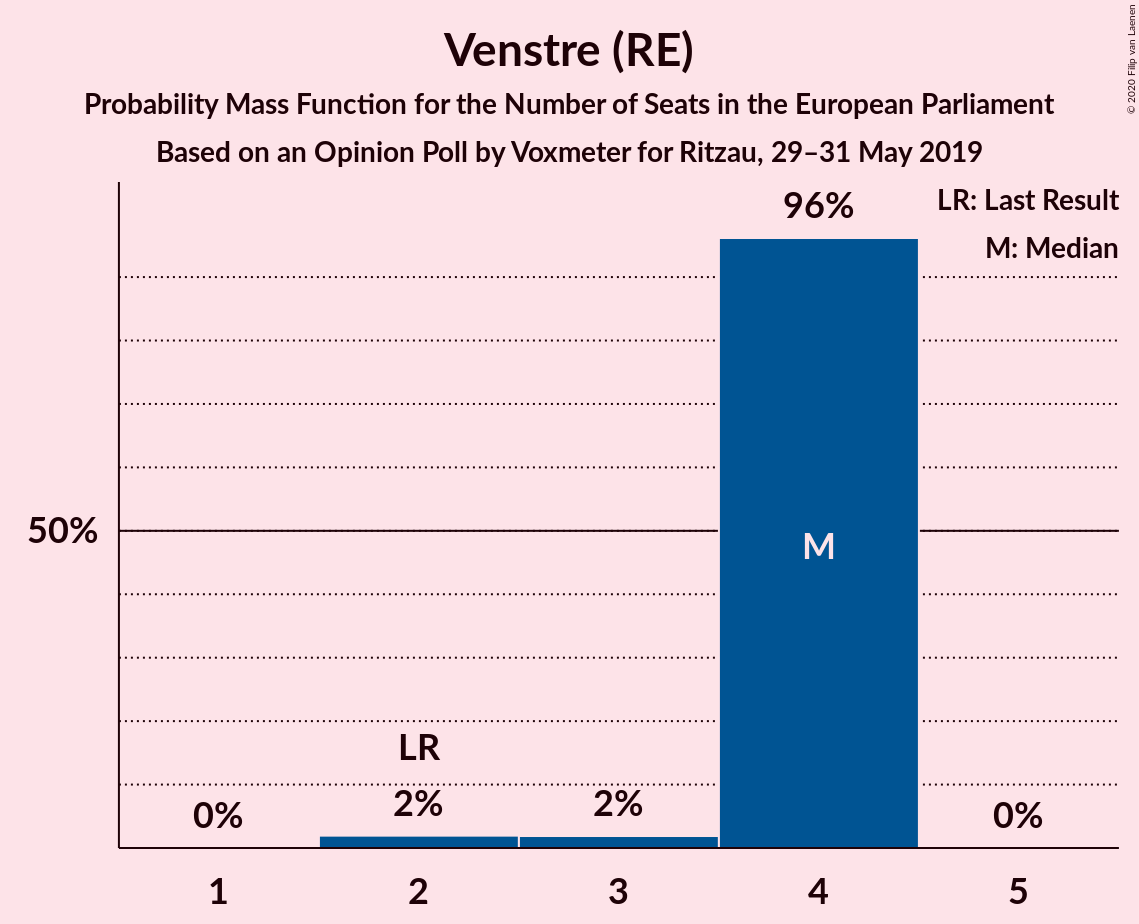 Venstre (RE)
Probability Mass Function for the Number of Seats in the European Parliament
Based on an Opinion Poll by Voxmeter for Ritzau, 29–31 May 2019
© 2020 Filip van Laenen
LR: Last Result
M: Median
96%
50%
M
LR
0%
2%
2%
0%
1
2
3
4
5